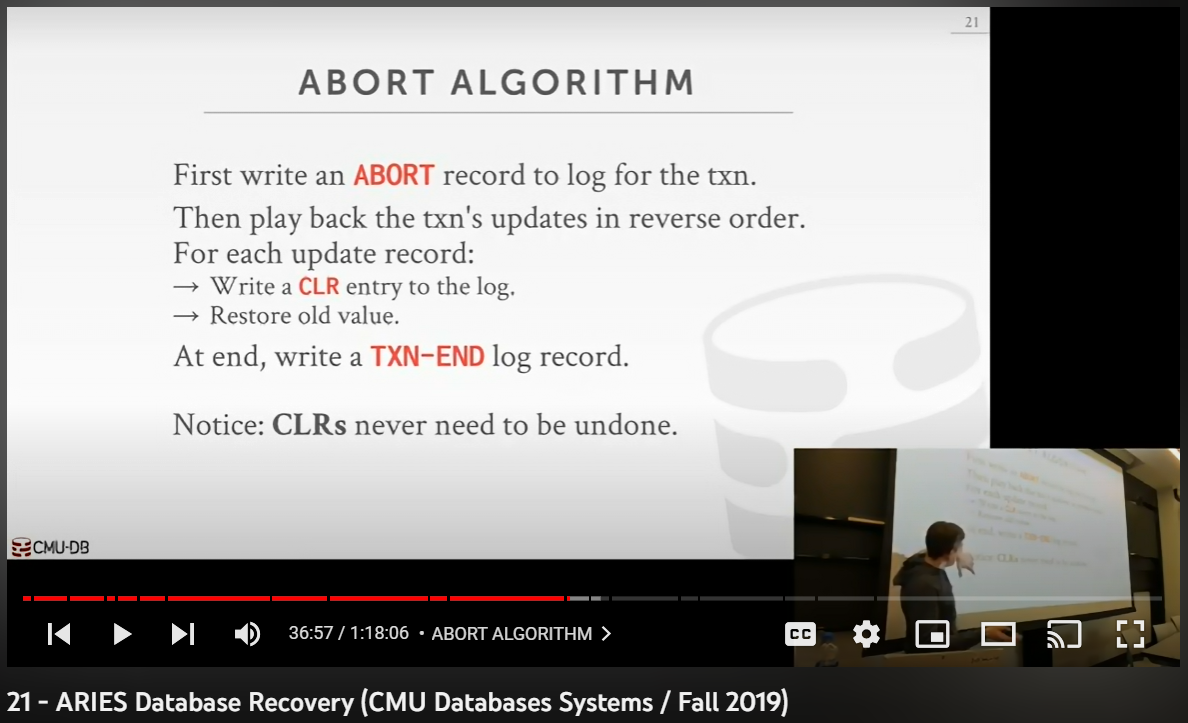 21
ABORT ALGORITHM
First write an ABORT record to log for the txn.
Then play back the txn's updates in reverse order.
For each update record:
→ Write a CLR entry to the log.
→ Restore old value.
At end, write a TXN-END log record.
Notice: CLRs never need to be undone.
CMU·DB
36:57 / 1:18:06 • ABORT ALGORITHM
CC
21 - ARIES Database Recovery (CMU Databases Systems / Fall 2019)